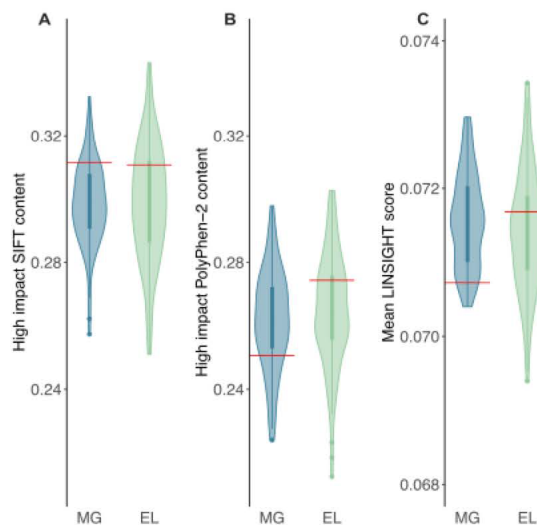 A
High impact SIFT content
0.32
0.28
0.24
MG EL
B
High impact PolyPhen-2 content
0.32
0.28
0.24
MG EL
C
Mean LINSIGHT score
0.074
0.072
0.070
0.068
MG EL